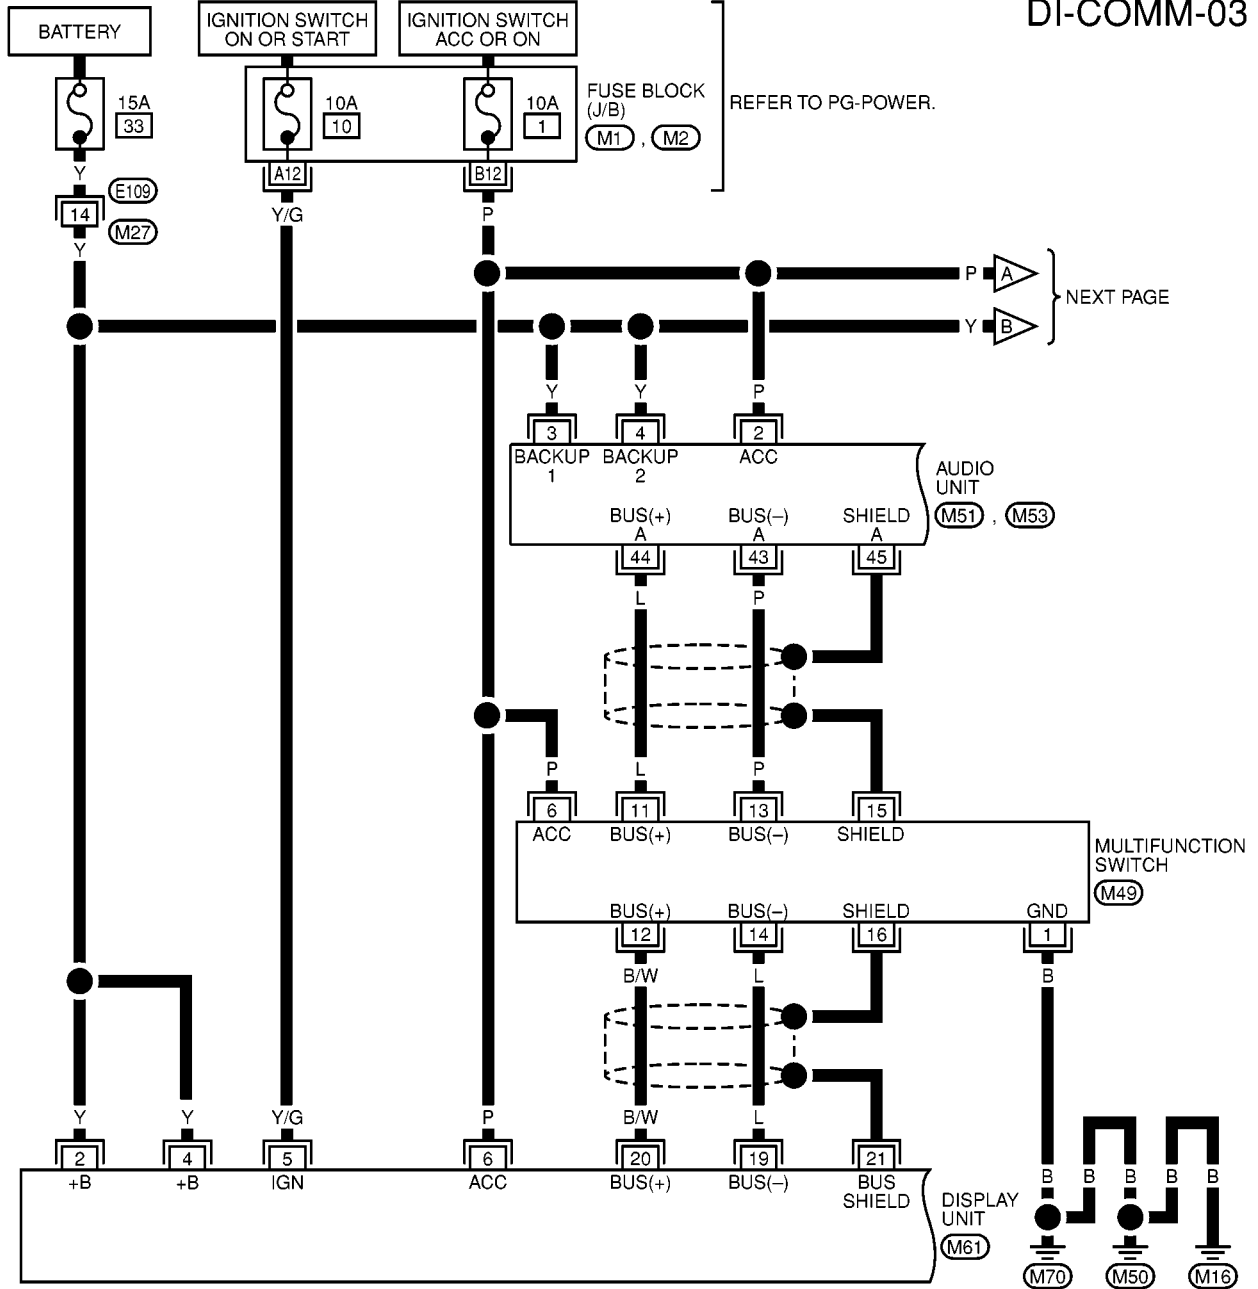 DI-COMM-03
BATTERY
IGNITION SWITCH
ON OR START
IGNITION SWITCH
ACC OR ON
15A
33
10A
10
10A
1
FUSE BLOCK
(J/B)
M1 , M2
REFER TO PG-POWER.
Y
E109
14
M27
Y
A12
Y/G
B12
P
P A
Y B
NEXT PAGE
Y Y P
3 4 2
BACKUP
1
BACKUP
2
ACC
AUDIO
UNIT
M51 , M53
BUS(+)
A
BUS(–)
A
SHIELD
A
44 43 45
L P
P L P
6 11 13 15
ACC BUS(+) BUS(–) SHIELD
MULTIFUNCTION
SWITCH
M49
BUS(+) BUS(–) SHIELD GND
12 14 16 1
B/W L B
Y Y Y/G P B/W L
2 4 5 6 20 19 21
+B +B IGN ACC BUS(+) BUS(–) BUS
SHIELD
DISPLAY
UNIT
M61
B B B B B
M70 M50 M16